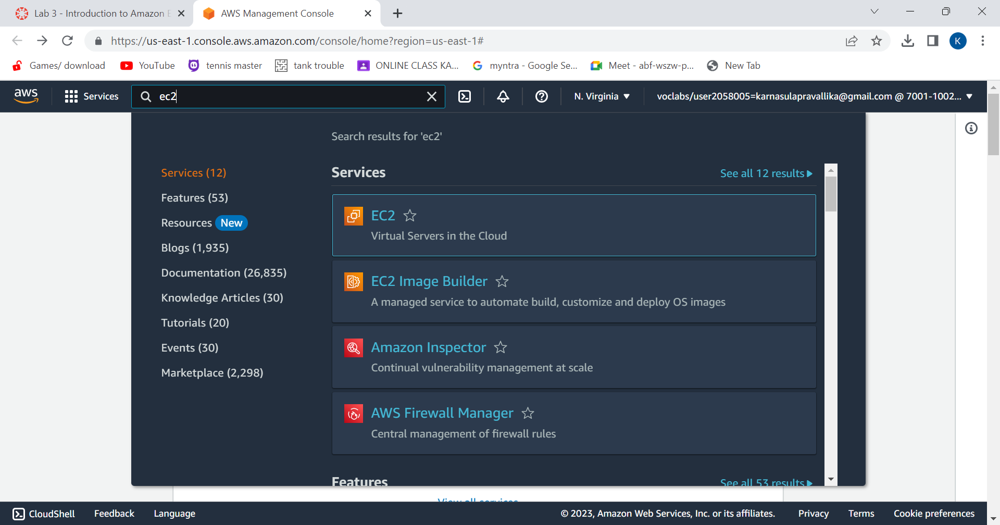 Lab 3 - Introduction to Amazon E
AWS Management Console
https://us-east-1.console.aws.amazon.com/console/home?region=us-east-1#
K
Games/ download
YouTube
tennis master
tank trouble
ONLINE CLASS KA...
myntra - Google Se...
Meet - abf-wszw-p...
New Tab
aws
Services
ec2
N. Virginia
voclabs/user2058005=karnasulapravallika@gmail.com @ 7001-1002...
Search results for 'ec2'
Services (12)
Features (53)
Resources New
Blogs (1,935)
Documentation (26,835)
Knowledge Articles (30)
Tutorials (20)
Events (30)
Marketplace (2,298)
Services
See all 12 results
EC2
Virtual Servers in the Cloud
EC2 Image Builder
A managed service to automate build, customize and deploy OS images
Amazon Inspector
Continual vulnerability management at scale
AWS Firewall Manager
Central management of firewall rules
Features
See all 53 results
View all services
CloudShell
Feedback
Language
© 2023, Amazon Web Services, Inc. or its affiliates.
Privacy
Terms
Cookie preferences